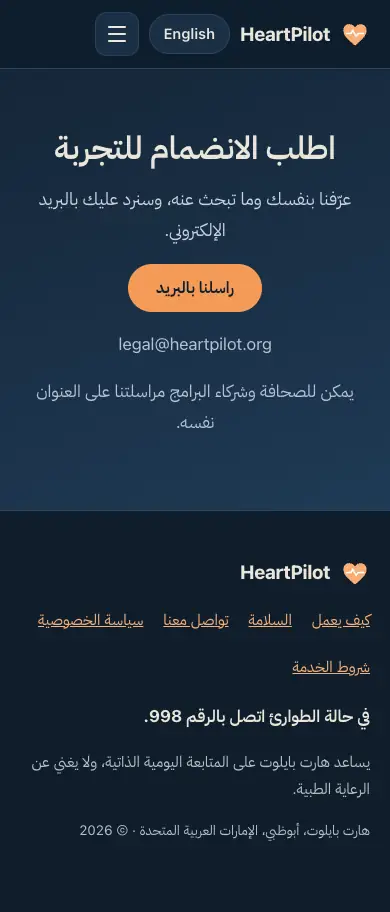 HeartPilot
English
اطلب الانضمام للتجربة
عرّفنا بنفسك وما تبحث عنه، وسنرد عليك بالبريد
الإلكتروني.
راسلنا بالبريد
legal@heartpilot.org
يمكن للصحافة وشركاء البرامج مراسلتنا على العنوان
نفسه.
HeartPilot
كيف يعمل السلامة تواصل معنا سياسة الخصوصية
شروط الخدمة
في حالة الطوارئ اتصل بالرقم 998.
يساعد هارت بايلوت على المتابعة اليومية الذاتية، ولا يغني عن
الرعاية الطبية.
هارت بايلوت، أبوظبي، الإمارات العربية المتحدة · © 2026